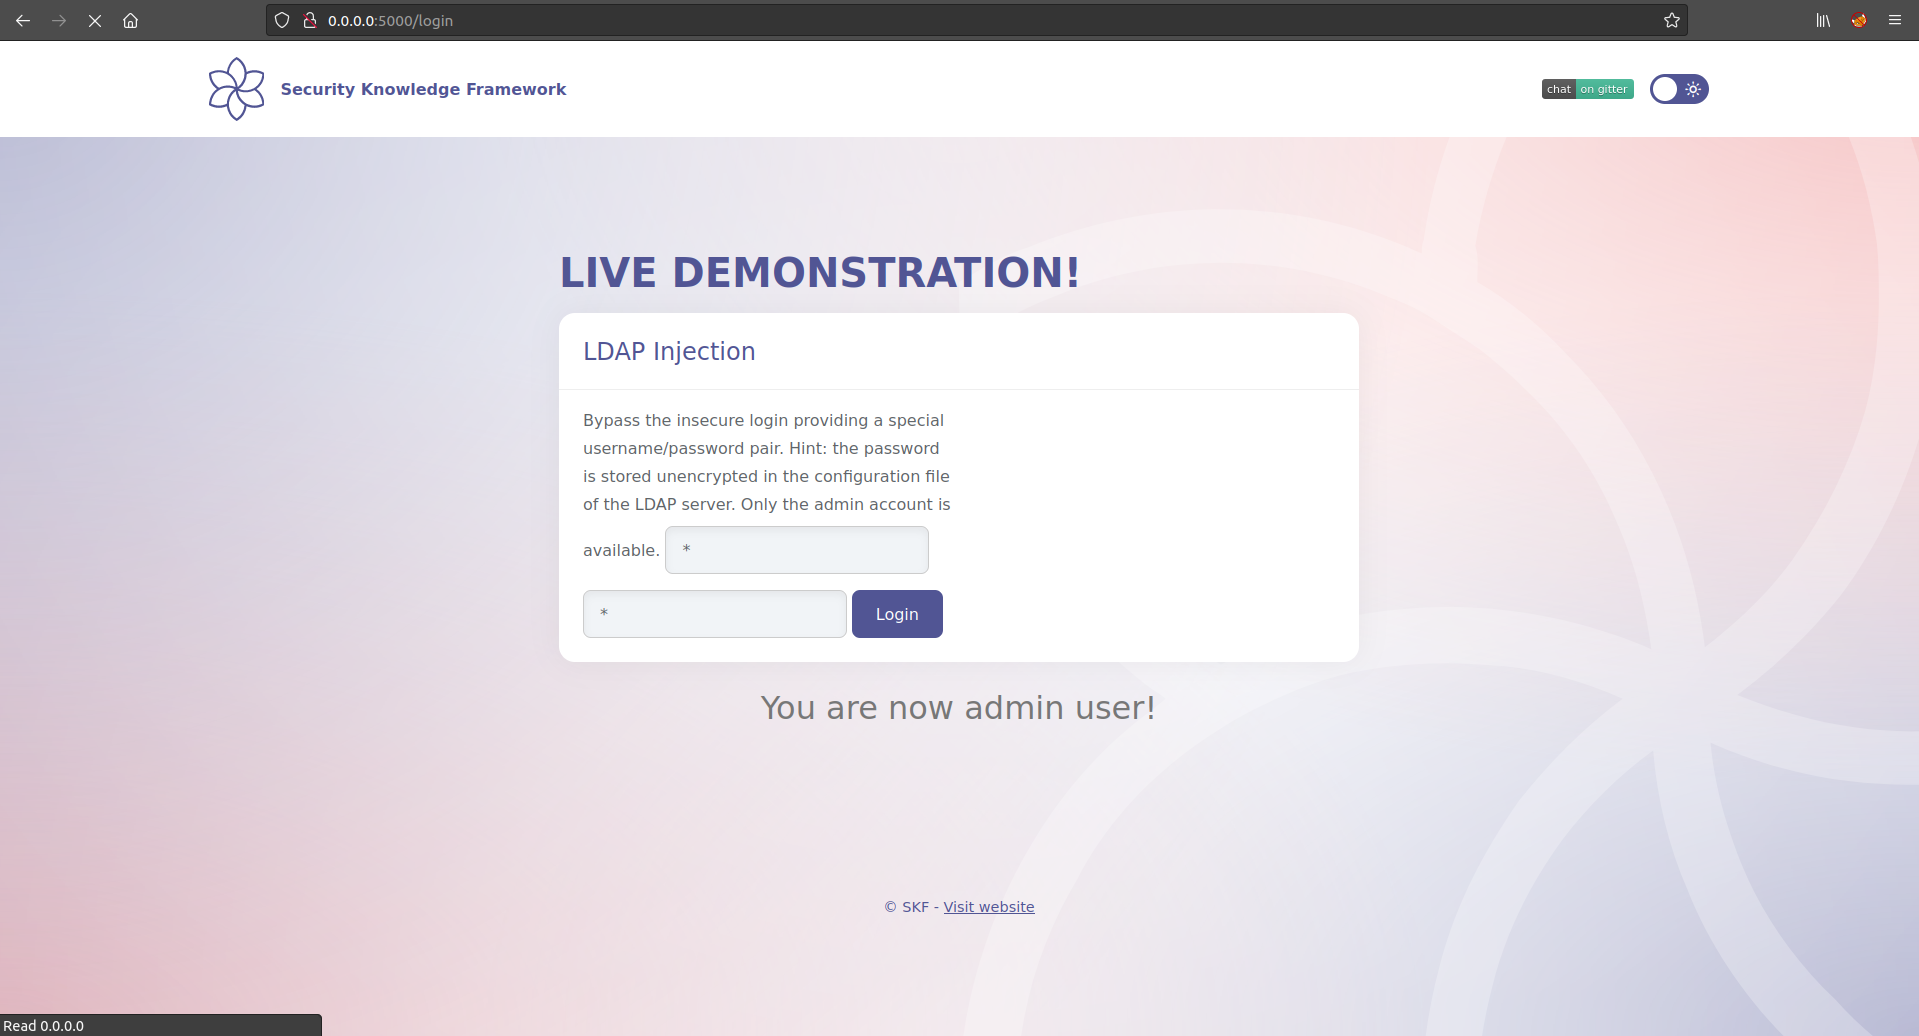 0.0.0.0:5000/login
Security Knowledge Framework
chat on gitter
LIVE DEMONSTRATION!
LDAP Injection
Bypass the insecure login providing a special
username/password pair. Hint: the password
is stored unencrypted in the configuration file
of the LDAP server. Only the admin account is
available. *
* Login
You are now admin user!
© SKF - Visit website
Read 0.0.0.0